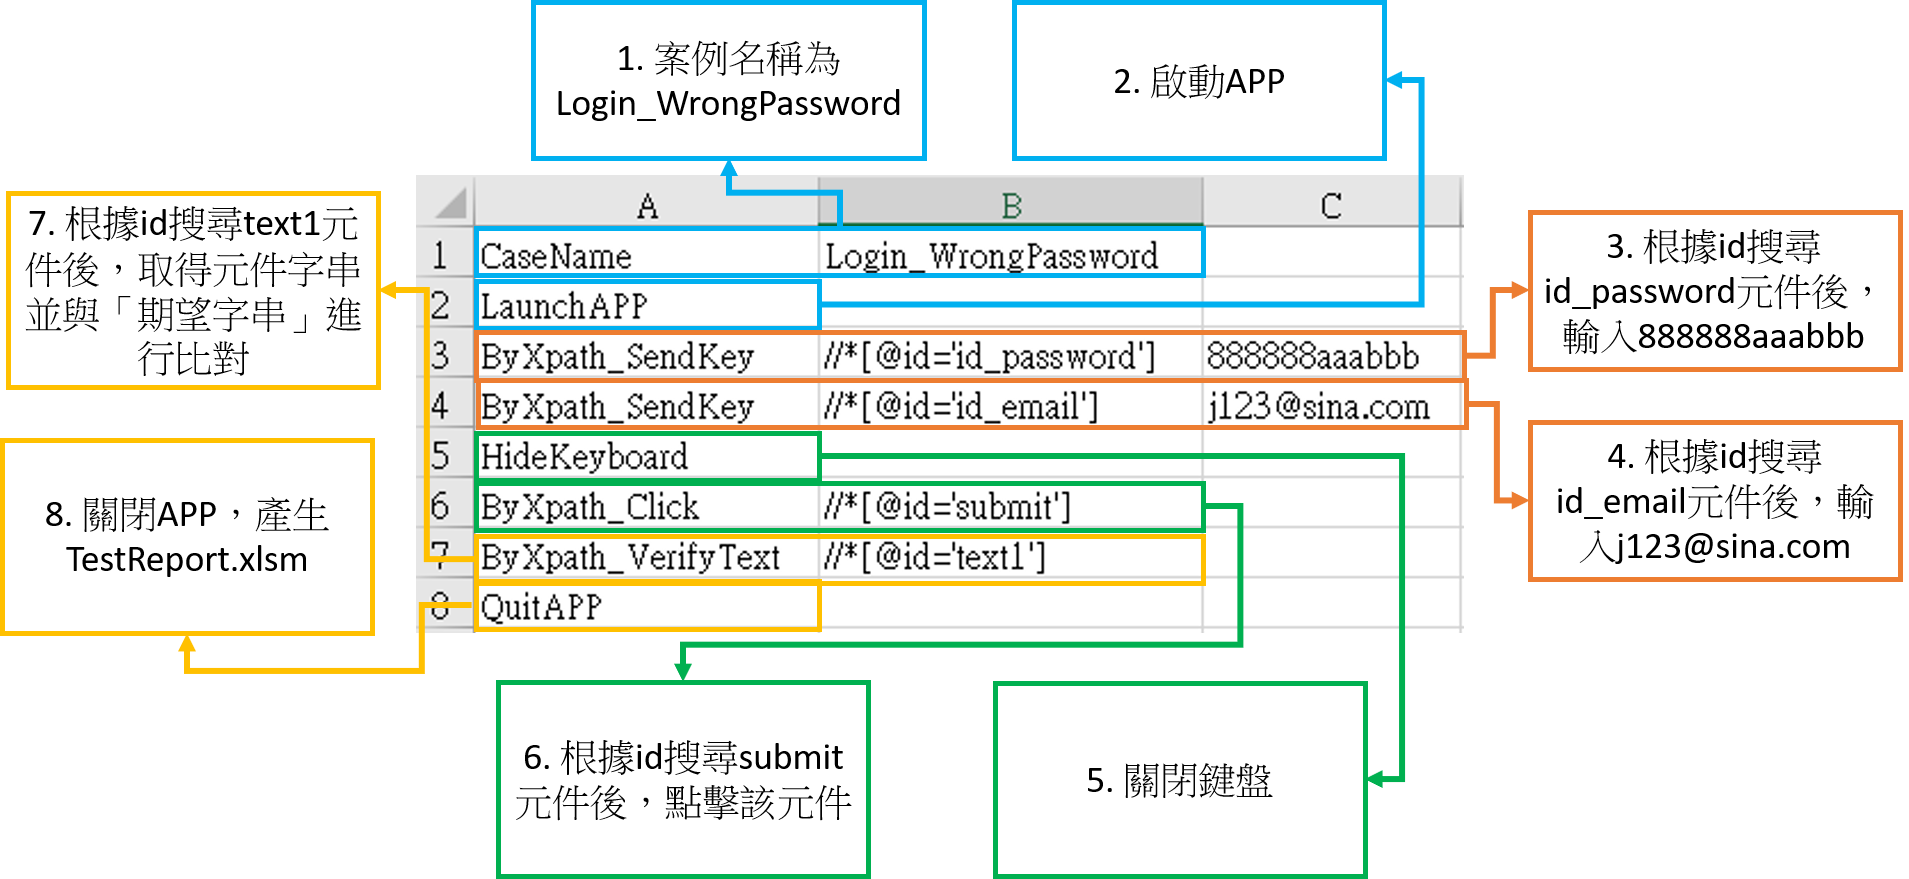 1. 案例名稱為
Login_WrongPassword
2. 啟動APP
7. 根據id搜尋text1元
件後，取得元件字串
並與「期望字串」進
行比對
8. 關閉APP，產生
TestReport.xlsm
A B C
1 CaseName Login_WrongPassword
2 LaunchAPP
3 ByXpath_SendKey //*[@id='id_password'] 888888aaabbb
4 ByXpath_SendKey //*[@id='id_email'] j123@sina.com
5 HideKeyboard
6 ByXpath_Click //*[@id='submit']
7 ByXpath_VerifyText //*[@id='text1']
8 QuitAPP
3. 根據id搜尋
id_password元件後，
輸入888888aaabbb
4. 根據id搜尋
id_email元件後，輸
入j123@sina.com
6. 根據id搜尋submit
元件後，點擊該元件
5. 關閉鍵盤